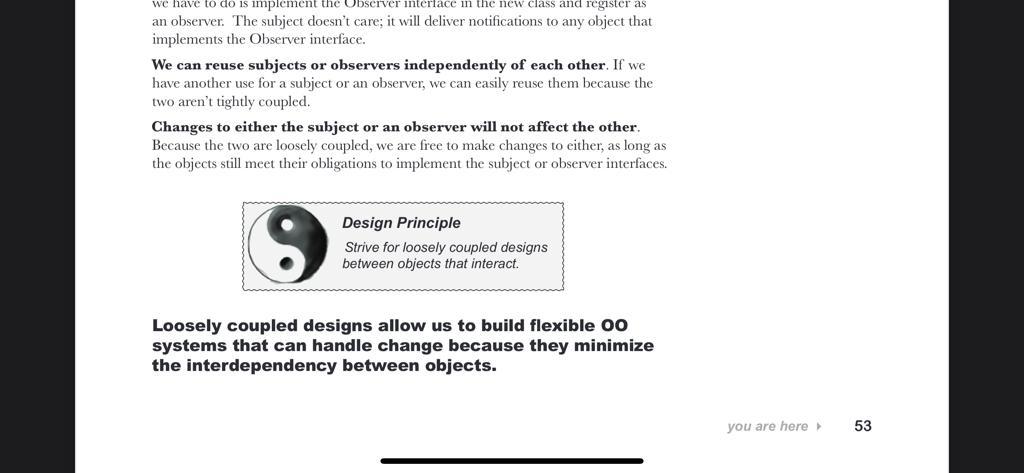 we have to do is implement the Observer interface in the new class and register as
an observer. The subject doesn't care; it will deliver notifications to any object that
implements the Observer interface.
We can reuse subjects or observers independently of each other. If we
have another use for a subject or an observer, we can easily reuse them because the
two aren't tightly coupled.
Changes to either the subject or an observer will not affect the other.
Because the two are loosely coupled, we are free to make changes to either, as long as
the objects still meet their obligations to implement the subject or observer interfaces.
Design Principle
Strive for loosely coupled designs
between objects that interact.
Loosely coupled designs allow us to build flexible OO
systems that can handle change because they minimize
the interdependency between objects.
you are here 53